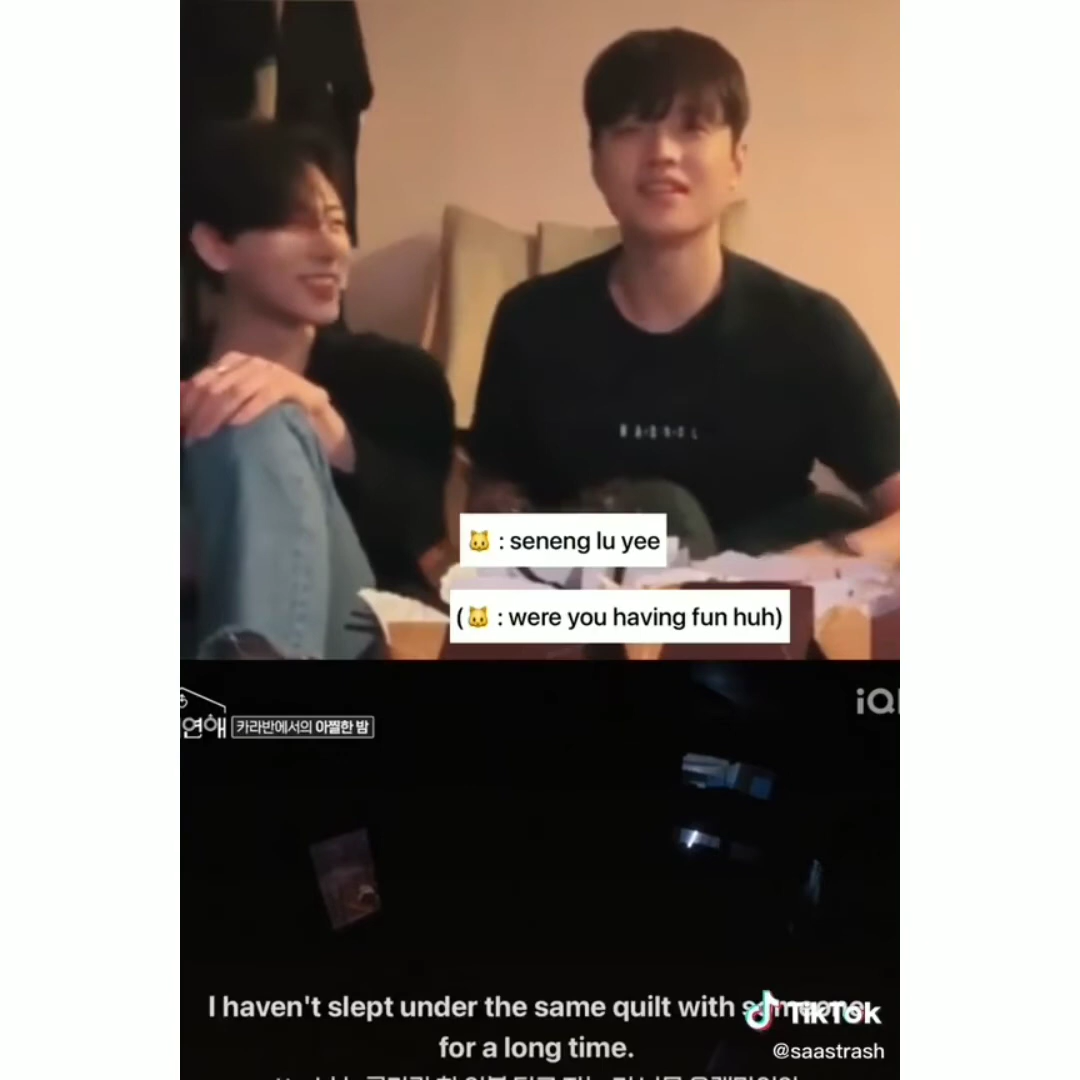 🐱 : seneng lu yee
(🐱 : were you having fun huh)
연애 카라반에서의 아찔한 밤
I haven't slept under the same quilt with someone
for a long time.
TikTok
@saastrash